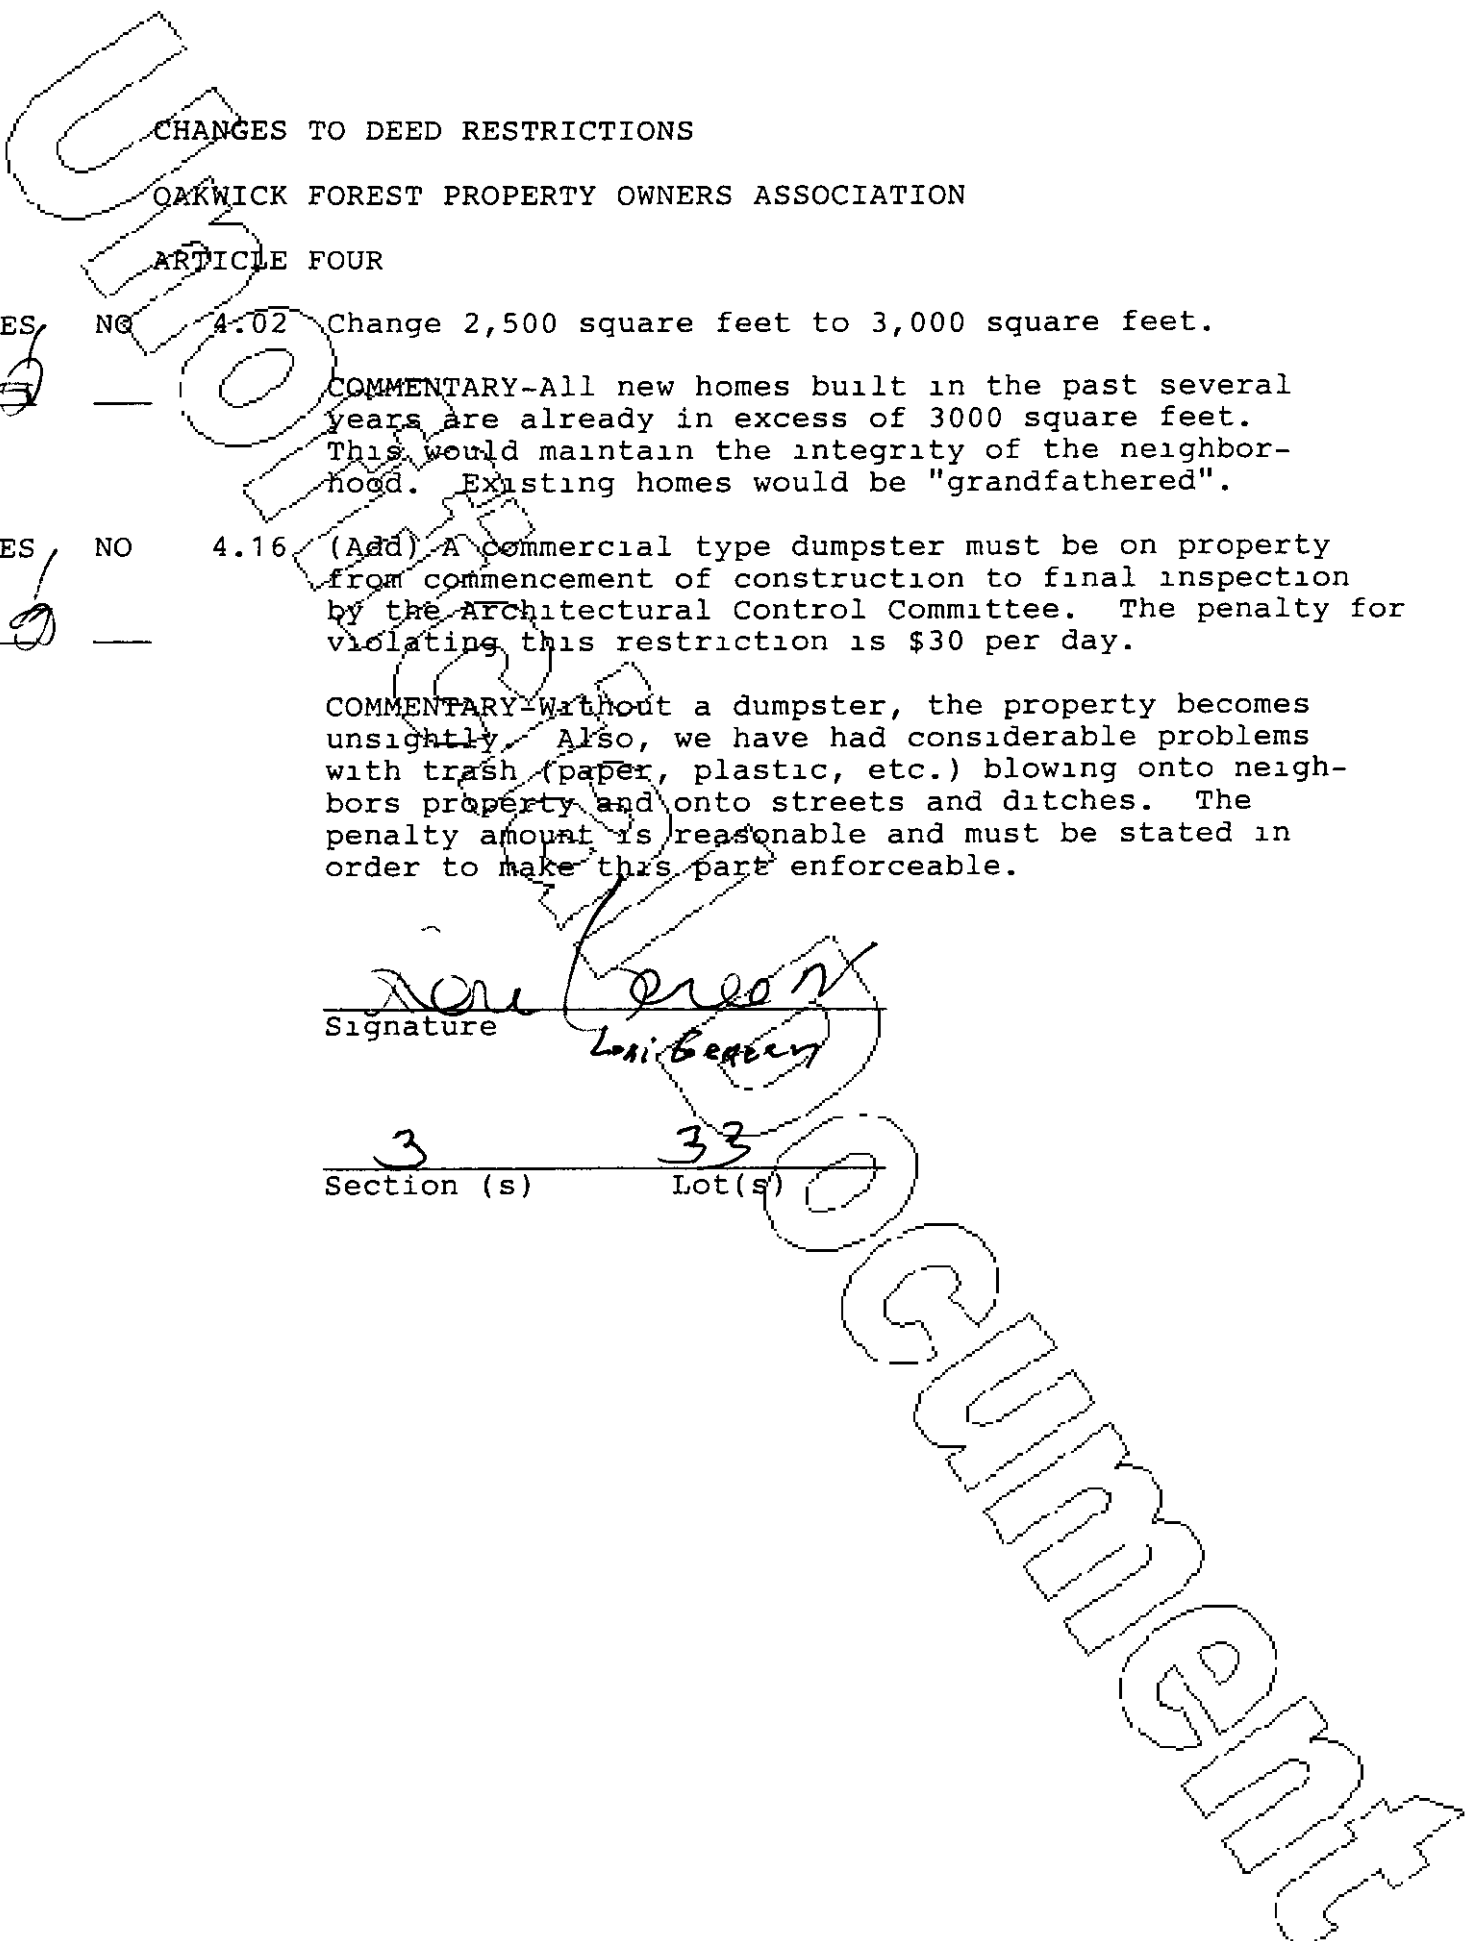 CHANGES TO DEED RESTRICTIONS
OAKWICK FOREST PROPERTY OWNERS ASSOCIATION
ARTICLE FOUR
ES NO 4.02 Change 2,500 square feet to 3,000 square feet.
COMMENTARY-All new homes built in the past several
years are already in excess of 3000 square feet.
This would maintain the integrity of the neighbor-
hood. Existing homes would be "grandfathered".
ES NO 4.16 (Add) A commercial type dumpster must be on property
from commencement of construction to final inspection
by the Architectural Control Committee. The penalty for
violating this restriction is $30 per day.
COMMENTARY-Without a dumpster, the property becomes
unsightly. Also, we have had considerable problems
with trash (paper, plastic, etc.) blowing onto neigh-
bors property and onto streets and ditches. The
penalty amount is reasonable and must be stated in
order to make this part enforceable.
Signature
3 33
Section (s) Lot(s)
Unofficial Document